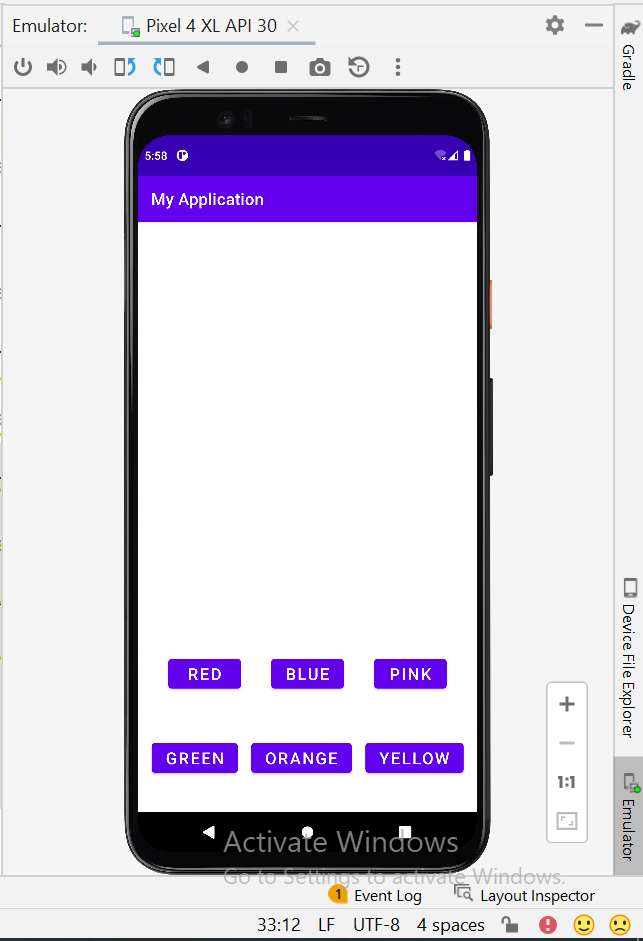 Emulator: Pixel 4 XL API 30
Gradle
5:58
My Application
RED BLUE PINK
GREEN ORANGE YELLOW
1:1
Device File Explorer
Emulator
Activate Windows
Go to Settings to activate Windows.
1 Event Log Layout Inspector
33:12 LF UTF-8 4 spaces